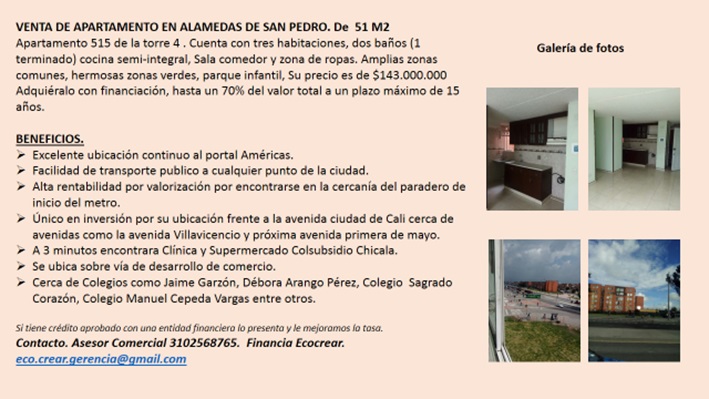 VENTA DE APARTAMENTO EN ALAMEDAS DE SAN PEDRO. De 51 M2
Apartamento 515 de la torre 4 . Cuenta con tres habitaciones, dos baños (1
terminado) cocina semi-integral, Sala comedor y zona de ropas. Amplias zonas
comunes, hermosas zonas verdes, parque infantil, Su precio es de $143.000.000
Adquiéralo con financiación, hasta un 70% del valor total a un plazo máximo de 15
años.
Galería de fotos
BENEFICIOS.
➢ Excelente ubicación continuo al portal Américas.
➢ Facilidad de transporte publico a cualquier punto de la ciudad.
➢ Alta rentabilidad por valorización por encontrarse en la cercanía del paradero de
inicio del metro.
➢ Único en inversión por su ubicación frente a la avenida ciudad de Cali cerca de
avenidas como la avenida Villavicencio y próxima avenida primera de mayo.
➢ A 3 minutos encontrara Clínica y Supermercado Colsubsidio Chicala.
➢ Se ubica sobre vía de desarrollo de comercio.
➢ Cerca de Colegios como Jaime Garzón, Débora Arango Pérez, Colegio Sagrado
Corazón, Colegio Manuel Cepeda Vargas entre otros.
Si tiene crédito aprobado con una entidad financiera lo presenta y le mejoramos la tasa.
Contacto. Asesor Comercial 3102568765. Financia Ecocrear.
eco.crear.gerencia@gmail.com